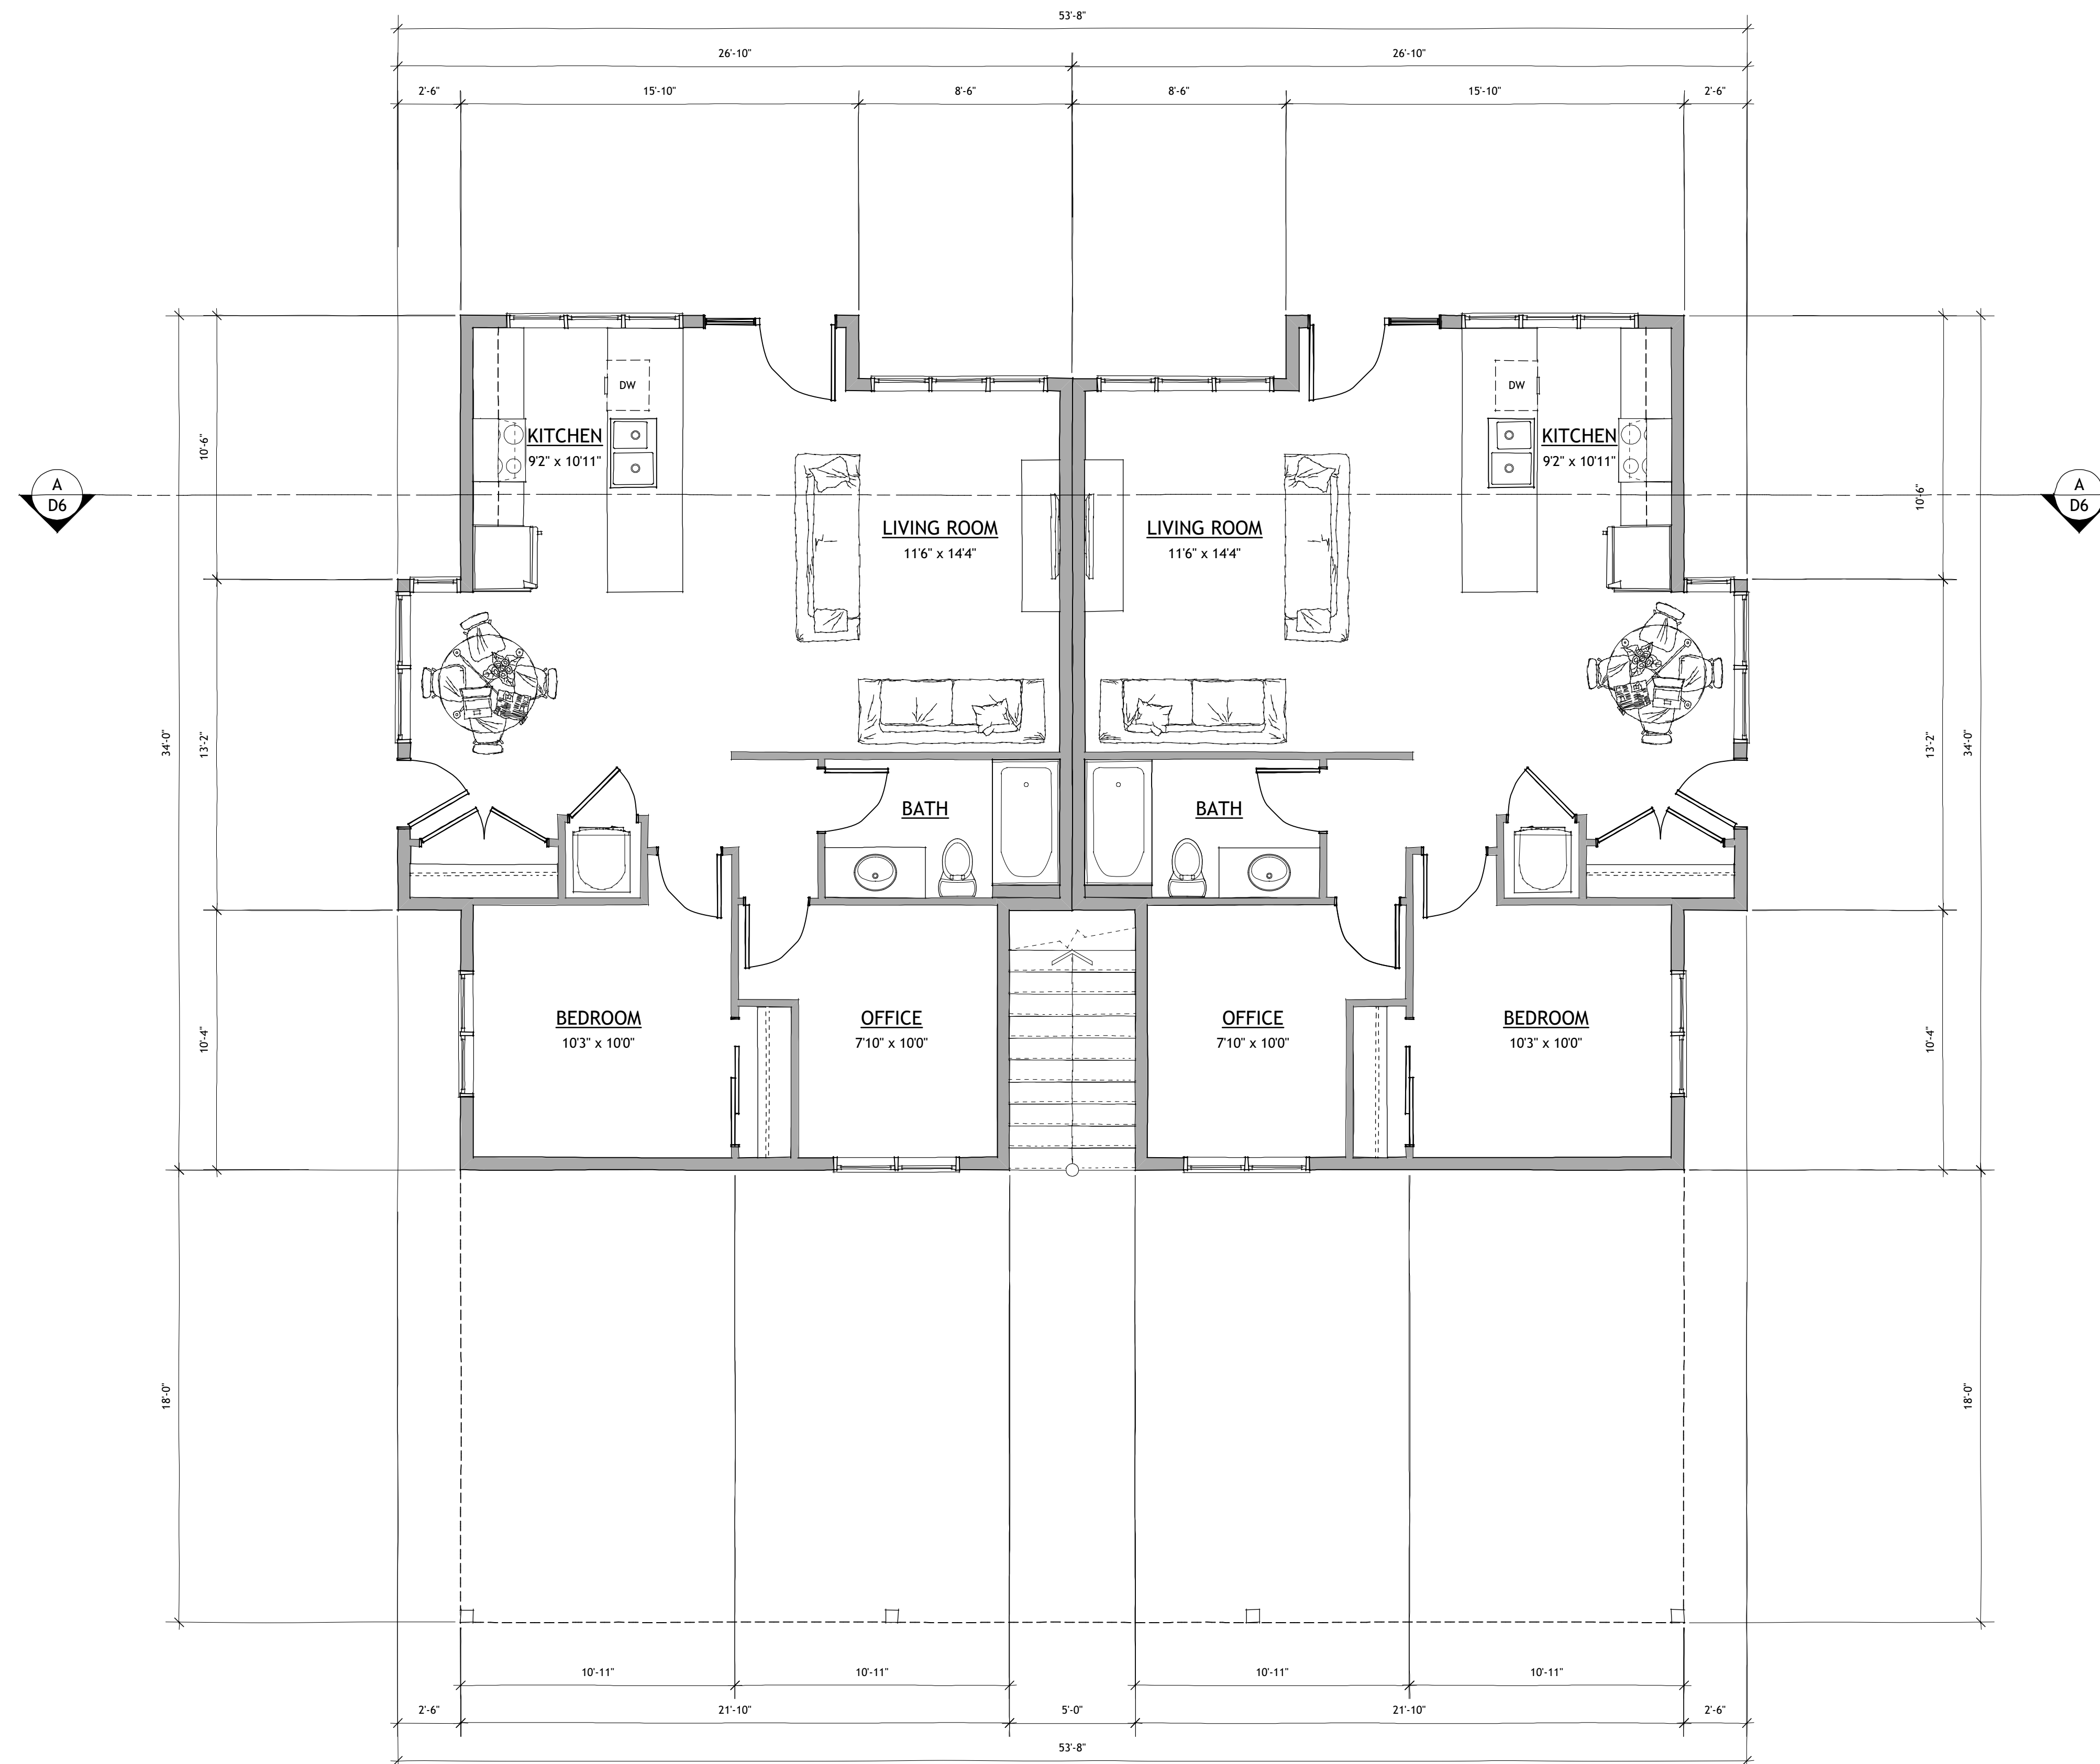 53'-8"
26'-10" 26'-10"
2'-6" 15'-10" 8'-6" 8'-6" 15'-10" 2'-6"
DW DW
KITCHEN KITCHEN
9'2" x 10'11" 9'2" x 10'11"
10'-6" 10'-6"
A A
D6 D6
LIVING ROOM LIVING ROOM
11'6" x 14'4" 11'6" x 14'4"
34'-0" 13'-2" 13'-2" 34'-0"
BATH BATH
BEDROOM OFFICE OFFICE BEDROOM
10'3" x 10'0" 7'10" x 10'0" 7'10" x 10'0" 10'3" x 10'0"
10'-4" 10'-4"
18'-0" 18'-0"
10'-11" 10'-11" 10'-11" 10'-11"
2'-6" 21'-10" 5'-0" 21'-10" 2'-6"
53'-8"